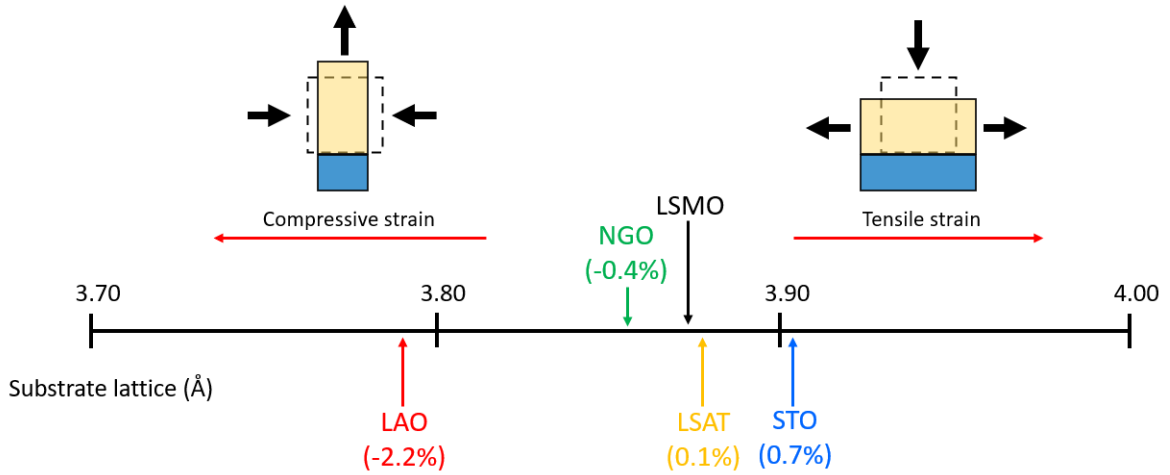 Compressive strain
LSMO
Tensile strain
NGO
(-0.4%)
3.70
3.80
3.90
4.00
Substrate lattice (Å)
LAO
(-2.2%)
LSAT
(0.1%)
STO
(0.7%)